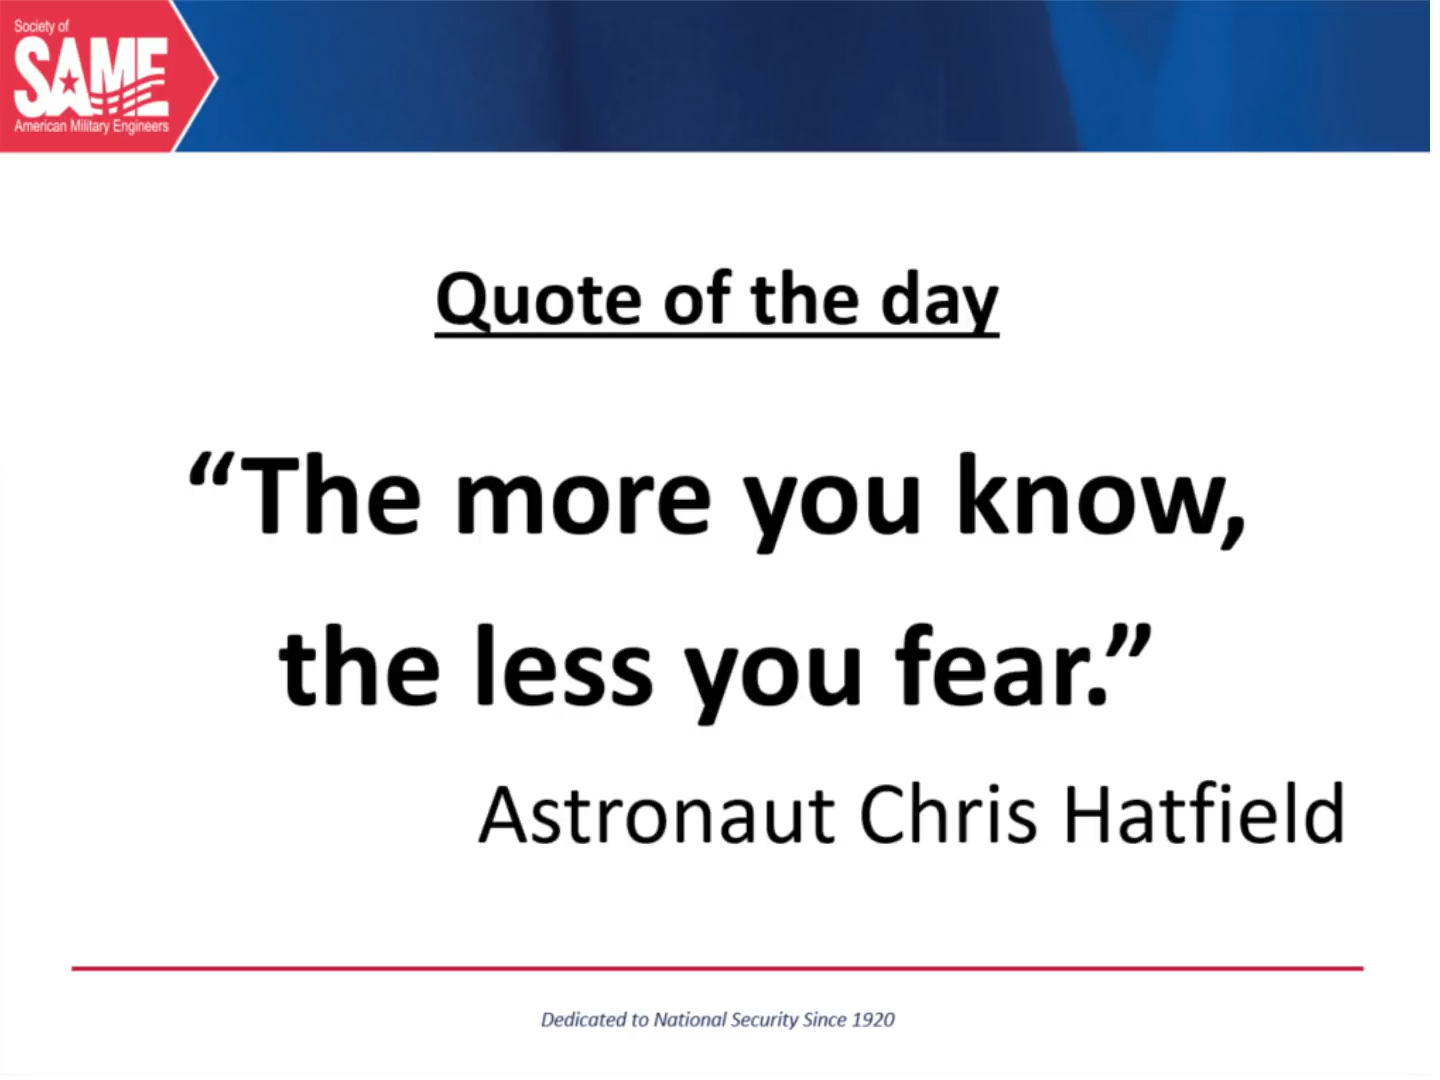 Society of
SAME
American Military Engineers
Quote of the day
“The more you know,
the less you fear.”
Astronaut Chris Hatfield
Dedicated to National Security Since 1920